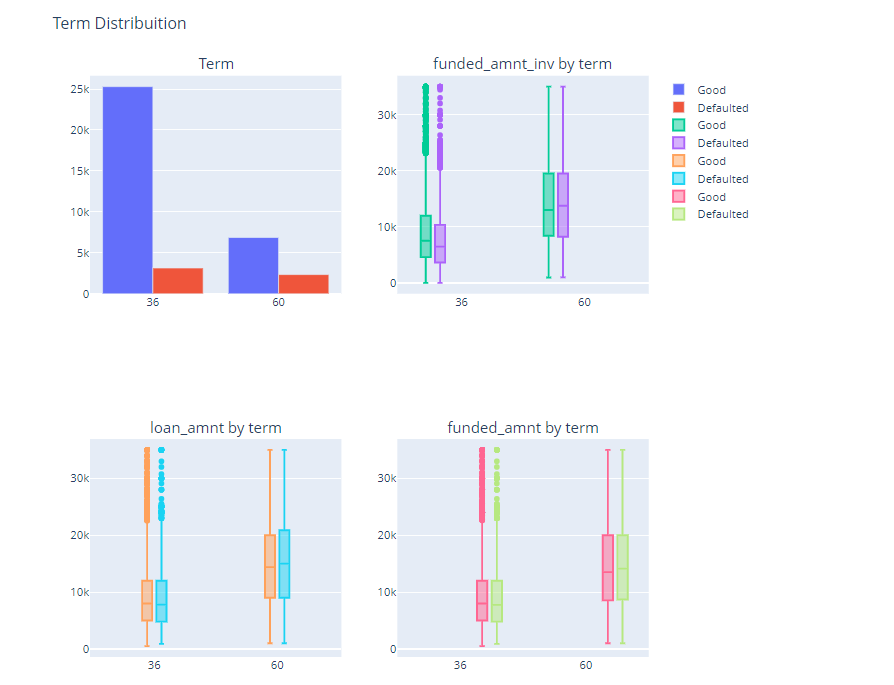 Term Distribuition
Term
funded_amnt_inv by term
25k
20k
15k
10k
5k
0
36
60
30k
20k
10k
0
36
60
Good
Defaulted
Good
Defaulted
Good
Defaulted
Good
Defaulted
loan_amnt by term
funded_amnt by term
30k
20k
10k
0
36
60
30k
20k
10k
0
36
60